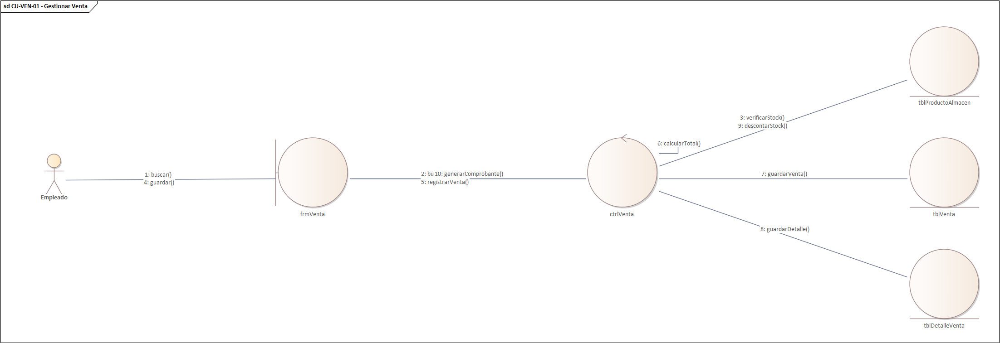 sd CU-VEN-01 - Gestionar Venta
tblProductoAlmacen
3: verificarStock()
9: descontarStock()
6: calcularTotal()
1: buscar()
4: guardar()
2: bu 10: generarComprobante()
5: registrarVenta()
7: guardarVenta()
Empleado
frmVenta
ctrlVenta
tblVenta
8: guardarDetalle()
tblDetalleVenta